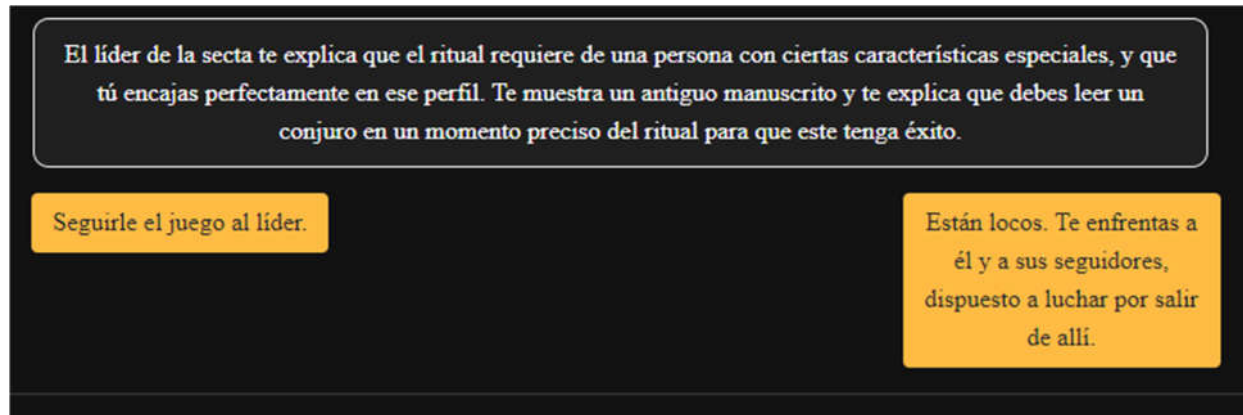 El líder de la secta te explica que el ritual requiere de una persona con ciertas características especiales, y que
tú encajas perfectamente en ese perfil. Te muestra un antiguo manuscrito y te explica que debes leer un
conjuro en un momento preciso del ritual para que este tenga éxito.
Seguirle el juego al líder.
Están locos. Te enfrentas a
él y a sus seguidores,
dispuesto a luchar por salir
de allí.